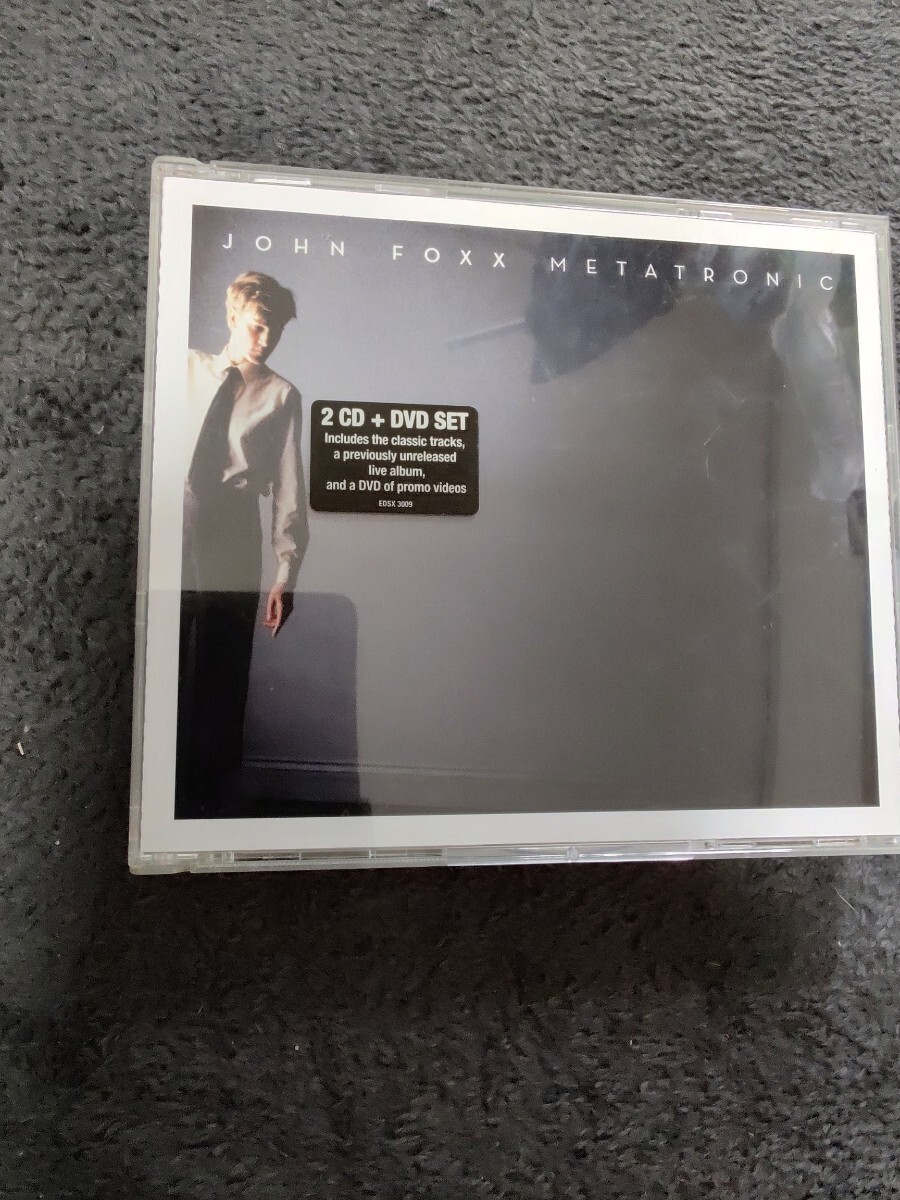 JOHN FOXX METATRONIC
2 CD + DVD SET
Includes the classic tracks,
a previously unreleased
live album,
and a DVD of promo videos
EDSX 3009